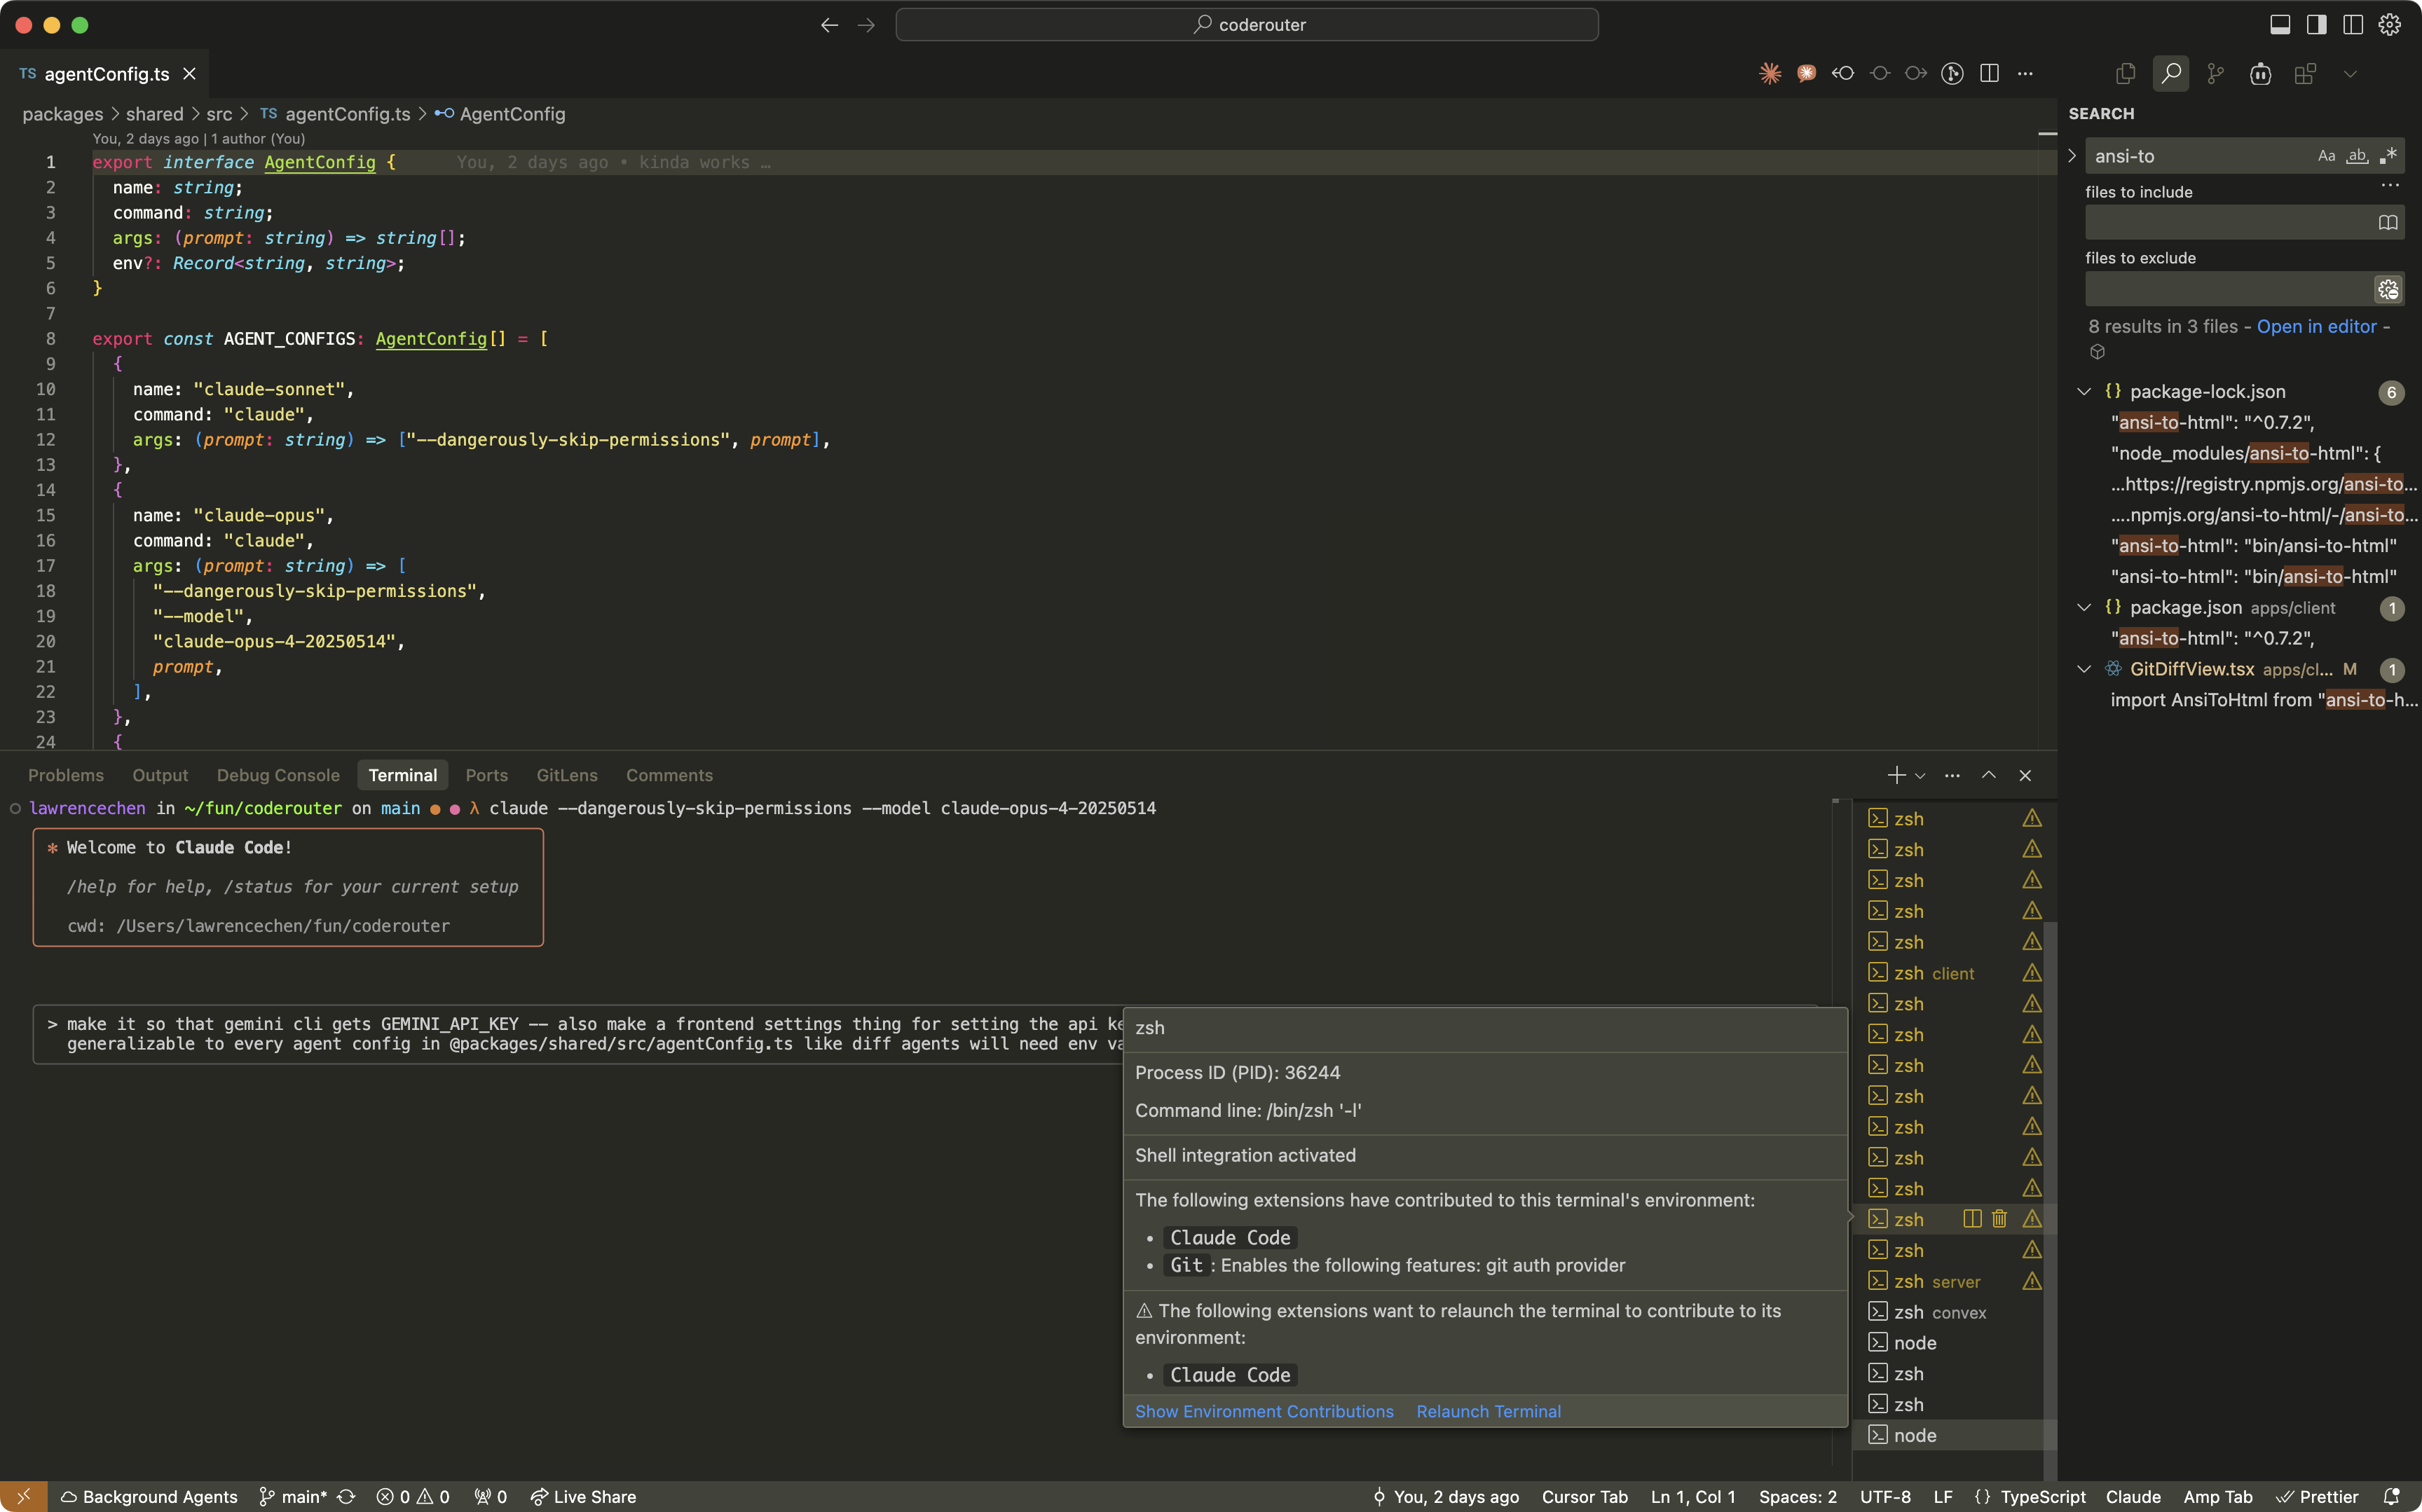 coderouter
TS agentConfig.ts
packages > shared > src > TS agentConfig.ts > AgentConfig
You, 2 days ago | 1 author (You)
1 export interface AgentConfig { You, 2 days ago • kinda works …
2 name: string;
3 command: string;
4 args: (prompt: string) => string[];
5 env?: Record<string, string>;
6 }
7
8 export const AGENT_CONFIGS: AgentConfig[] = [
9 {
10 name: "claude-sonnet",
11 command: "claude",
12 args: (prompt: string) => ["--dangerously-skip-permissions", prompt],
13 },
14 {
15 name: "claude-opus",
16 command: "claude",
17 args: (prompt: string) => [
18 "--dangerously-skip-permissions",
19 "--model",
20 "claude-opus-4-20250514",
21 prompt,
22 ],
23 },
24 {
SEARCH
ansi-to Aa ab .*
files to include
files to exclude
8 results in 3 files - Open in editor -
{} package-lock.json 6
"ansi-to-html": "^0.7.2",
"node_modules/ansi-to-html": {
...https://registry.npmjs.org/ansi-to...
....npmjs.org/ansi-to-html/-/ansi-to...
"ansi-to-html": "bin/ansi-to-html"
"ansi-to-html": "bin/ansi-to-html"
{} package.json apps/client 1
"ansi-to-html": "^0.7.2",
GitDiffView.tsx apps/cl... M 1
import AnsiToHtml from "ansi-to-h...
Problems Output Debug Console Terminal Ports GitLens Comments
lawrencechen in ~/fun/coderouter on main λ claude --dangerously-skip-permissions --model claude-opus-4-20250514
✻ Welcome to Claude Code!
/help for help, /status for your current setup
cwd: /Users/lawrencechen/fun/coderouter
> make it so that gemini cli gets GEMINI_API_KEY -- also make a frontend settings thing for setting the api
generalizable to every agent config in @packages/shared/src/agentConfig.ts like diff agents will need env
zsh
Process ID (PID): 36244
Command line: /bin/zsh '-l'
Shell integration activated
The following extensions have contributed to this terminal's environment:
• Claude Code
• Git : Enables the following features: git auth provider
⚠ The following extensions want to relaunch the terminal to contribute to its
environment:
• Claude Code
Show Environment Contributions Relaunch Terminal
zsh
zsh
zsh
zsh
zsh
zsh client
zsh
zsh
zsh
zsh
zsh
zsh
zsh
zsh
zsh
zsh server
zsh convex
node
zsh
zsh
node
Background Agents main* 0 0 0 Live Share You, 2 days ago Cursor Tab Ln 1, Col 1 Spaces: 2 UTF-8 LF {} TypeScript Claude Amp Tab Prettier